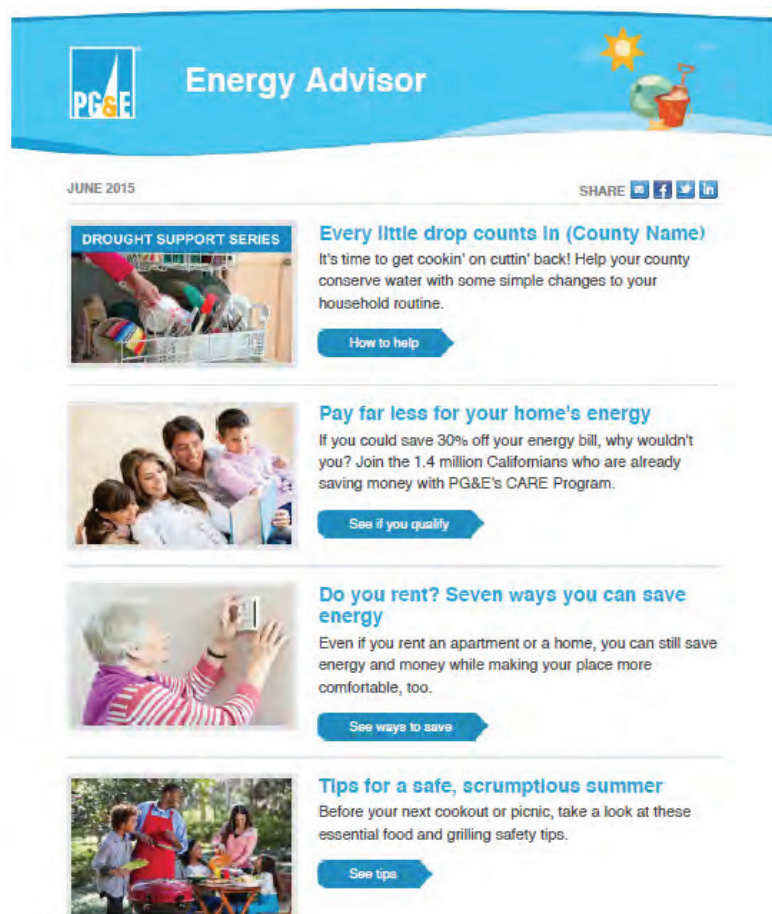 PG&E
Energy Advisor
JUNE 2015
SHARE
DROUGHT SUPPORT SERIES
Every little drop counts in (County Name)
It's time to get cookin' on cuttin' back! Help your county
conserve water with some simple changes to your
household routine.
How to help
Pay far less for your home's energy
If you could save 30% off your energy bill, why wouldn't
you? Join the 1.4 million Californians who are already
saving money with PG&E's CARE Program.
See if you qualify
Do you rent? Seven ways you can save
energy
Even if you rent an apartment or a home, you can still save
energy and money while making your place more
comfortable, too.
See ways to save
Tips for a safe, scrumptious summer
Before your next cookout or picnic, take a look at these
essential food and grilling safety tips.
See tips